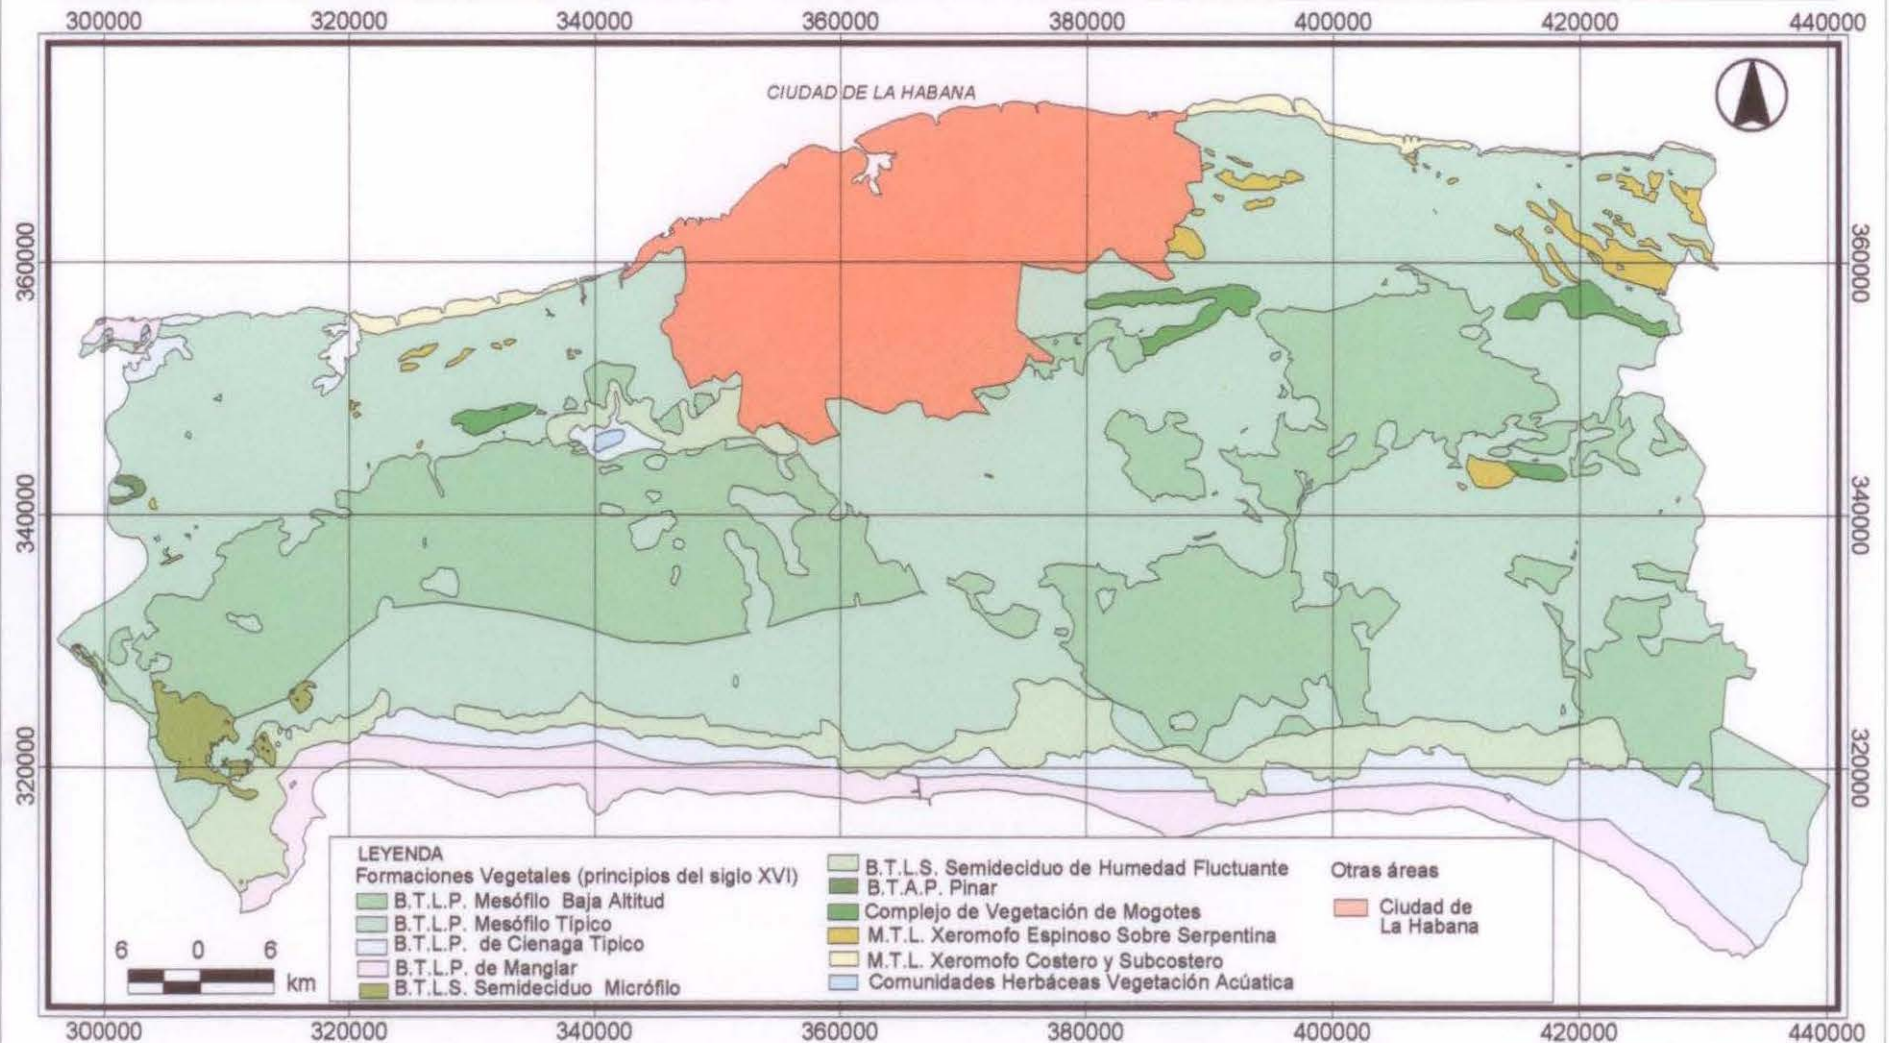 300000 320000 340000 360000 380000 400000 420000 440000
CIUDAD DE LA HABANA
360000 360000
340000 340000
320000 320000
LEYENDA
Formaciones Vegetales (principios del siglo XVI)
B.T.L.P. Mesófilo Baja Altitud
B.T.L.P. Mesófilo Típico
B.T.L.P. de Cienaga Tipico
B.T.L.P. de Manglar
B.T.L.S. Semideciduo Micrófilo
B.T.L.S. Semideciduo de Humedad Fluctuante
B.T.A.P. Pinar
Complejo de Vegetación de Mogotes
M.T.L. Xeromofo Espinoso Sobre Serpentina
M.T.L. Xeromofo Costero y Subcostero
Comunidades Herbáceas Vegetación Acúatica
Otras áreas
Ciudad de
La Habana
6 0 6
km
300000 320000 340000 360000 380000 400000 420000 440000